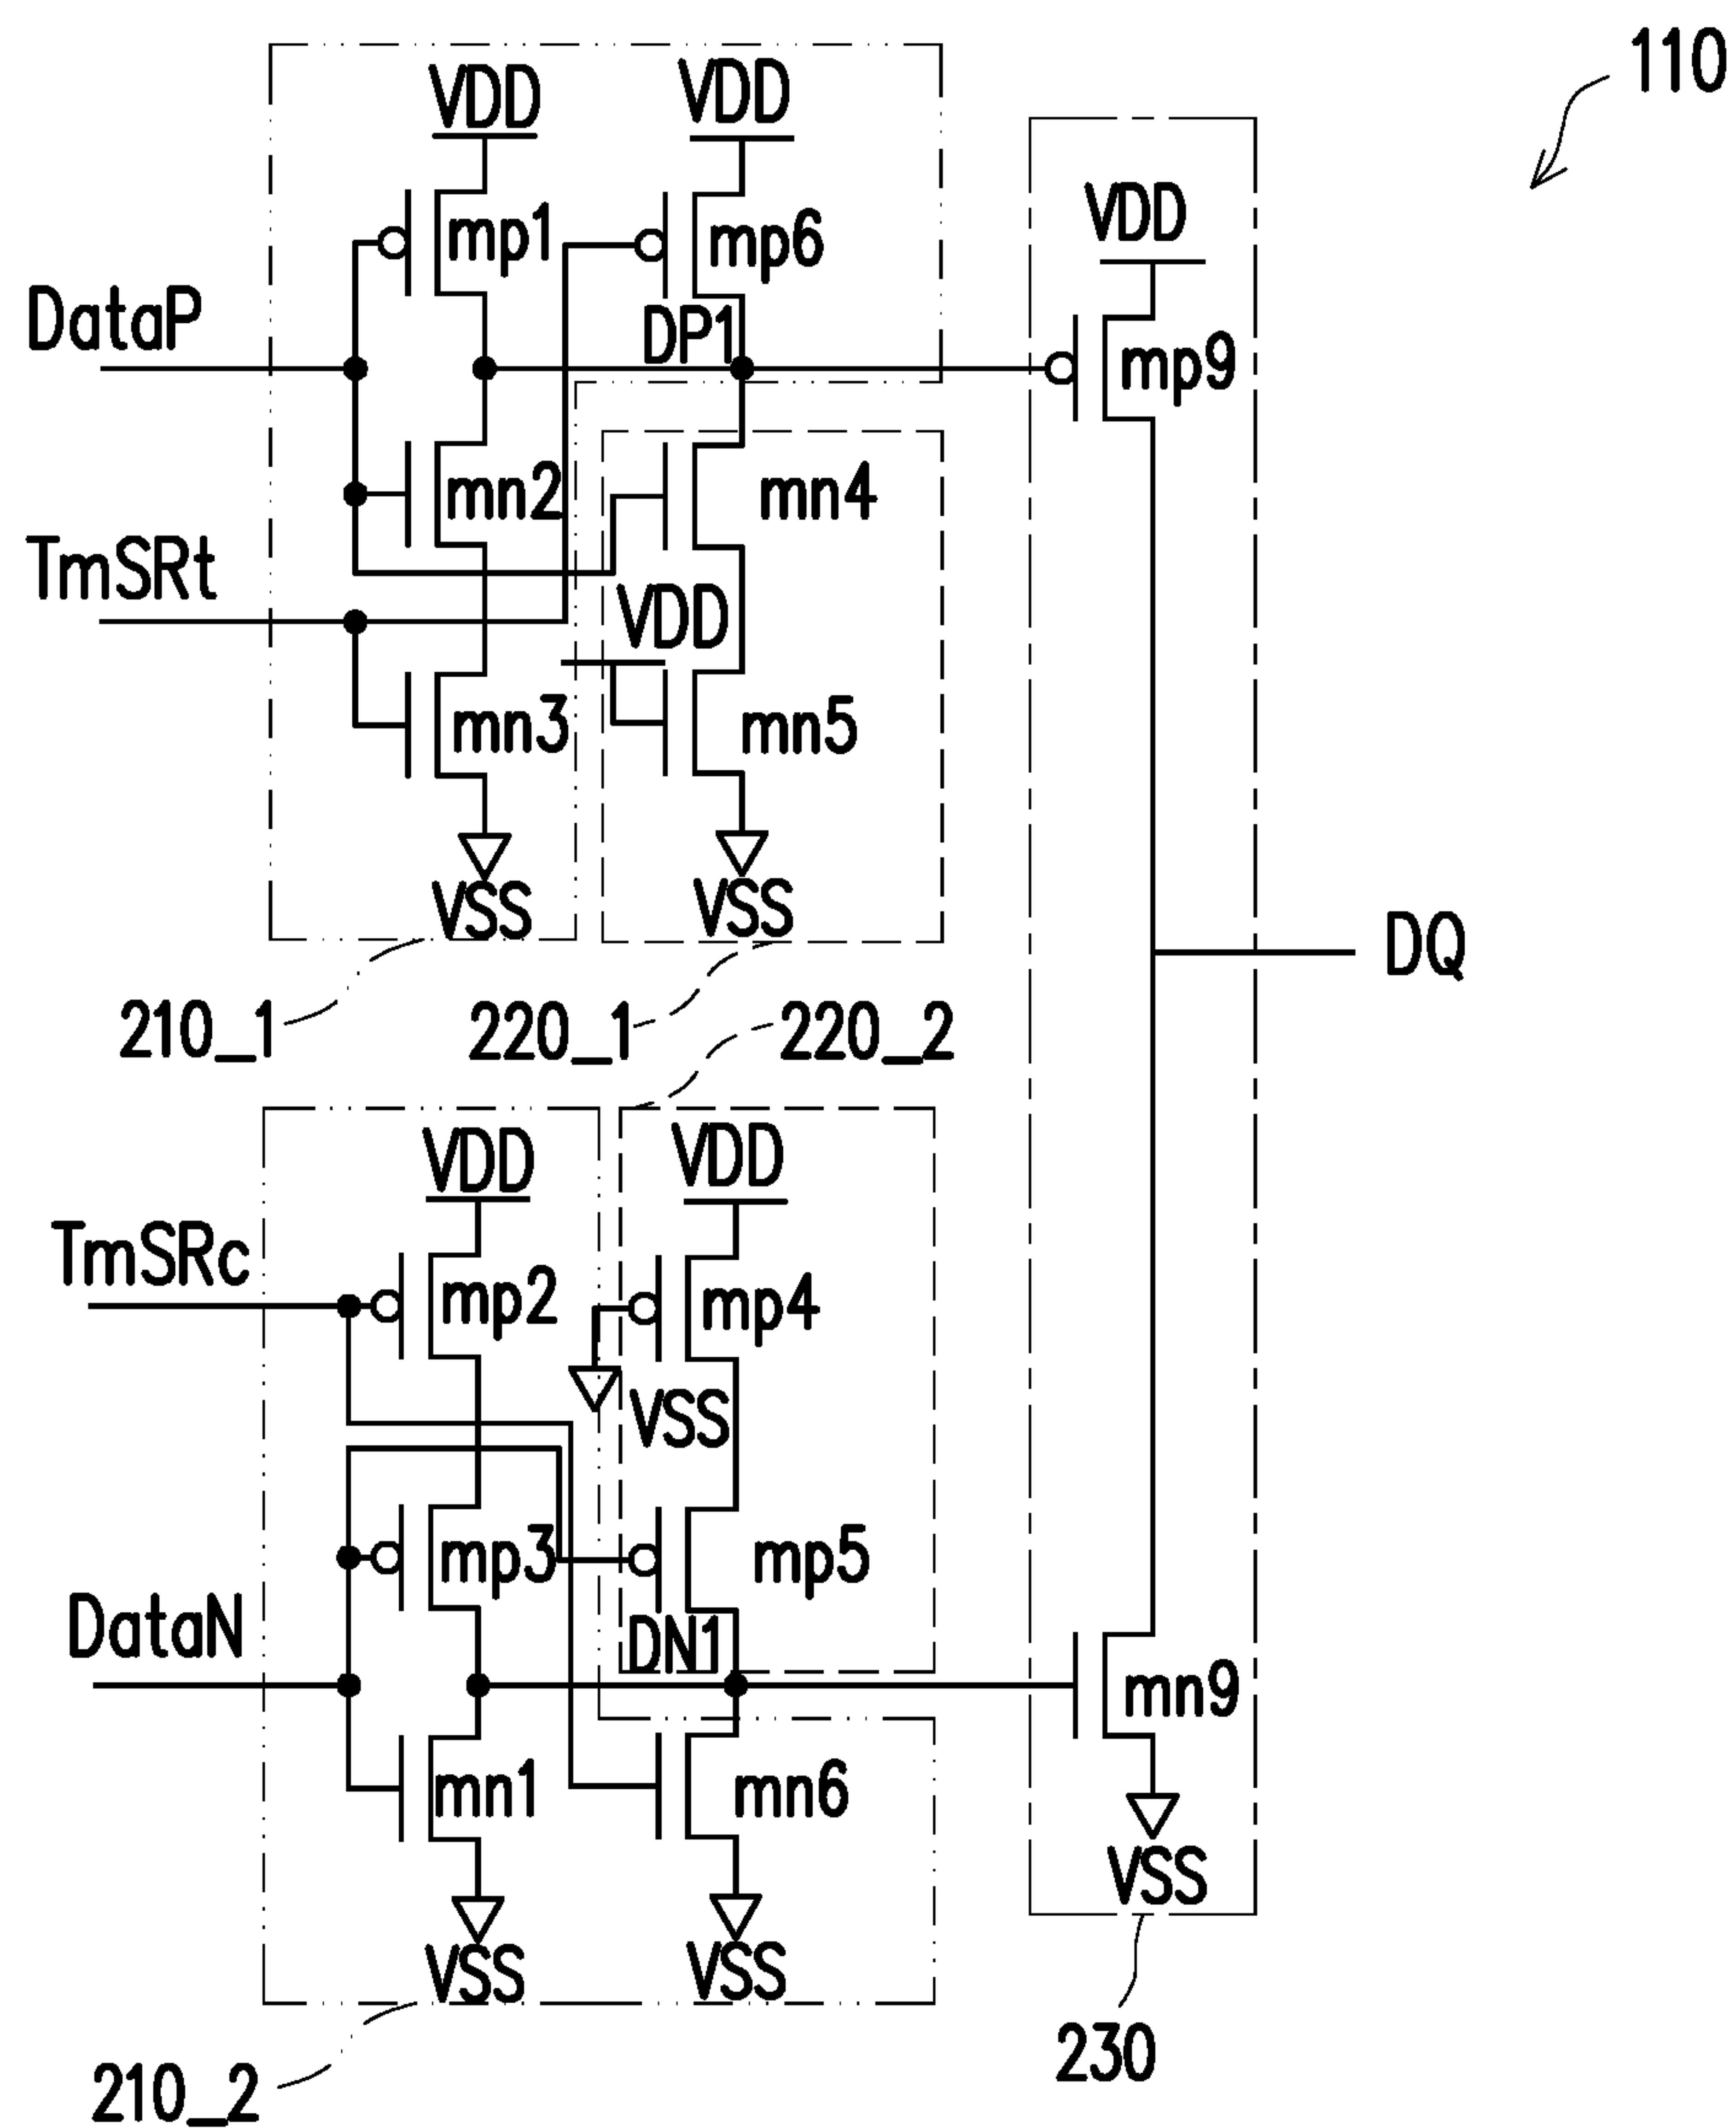 110
VDD
VDD
VDD
mp1
mp6
DataP
DP1
mp9
mn2
mn4
TmSRt
VDD
mn3
mn5
VSS
VSS
DQ
210_1
220_1
220_2
VDD
VDD
TmSRc
mp2
mp4
VSS
mp3
mp5
DataN
DN1
mn9
mn1
mn6
VSS
VSS
VSS
230
210_2